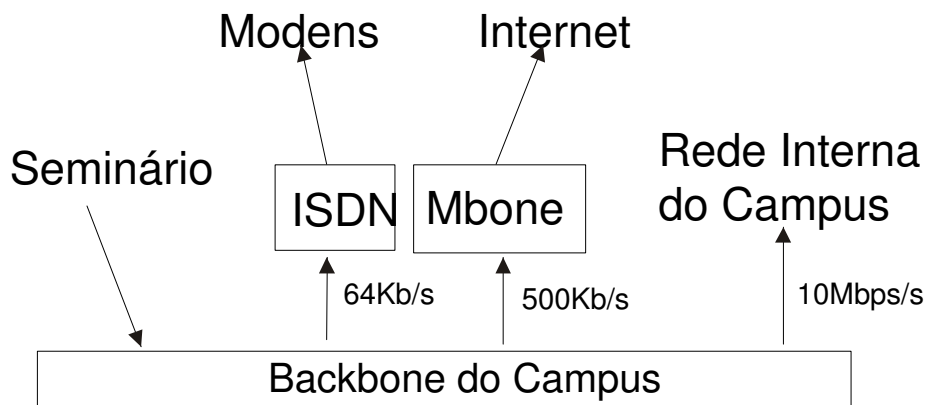 Modens
Internet
Seminário
ISDN
Mbone
Rede Interna
do Campus
64Kb/s
500Kb/s
10Mbps/s
Backbone do Campus